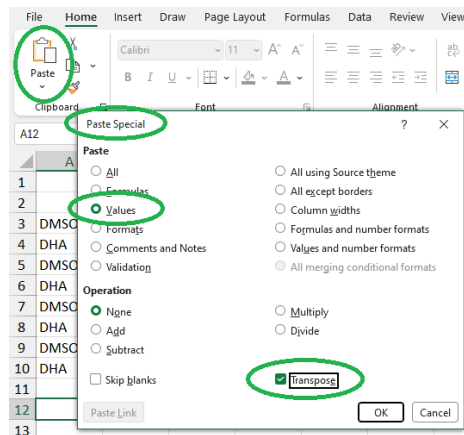 File Home Insert Draw Page Layout Formulas Data Review View
Calibri 11 A^ A˅ ab
Paste B I U A
Clipboard Font Alignment
A12 Paste Special ? ×
A Paste
1 All All using Source theme
2 Formulas All except borders
3 DMSO Values Column widths
4 DHA Formats Formulas and number formats
5 DMSO Comments and Notes Values and number formats
6 DHA Validation All merging conditional formats
7 DMSO Operation
None Multiply
8 DHA Add Divide
9 DMSO Subtract
10 DHA Skip blanks Transpose
11
12 Paste Link OK Cancel
13